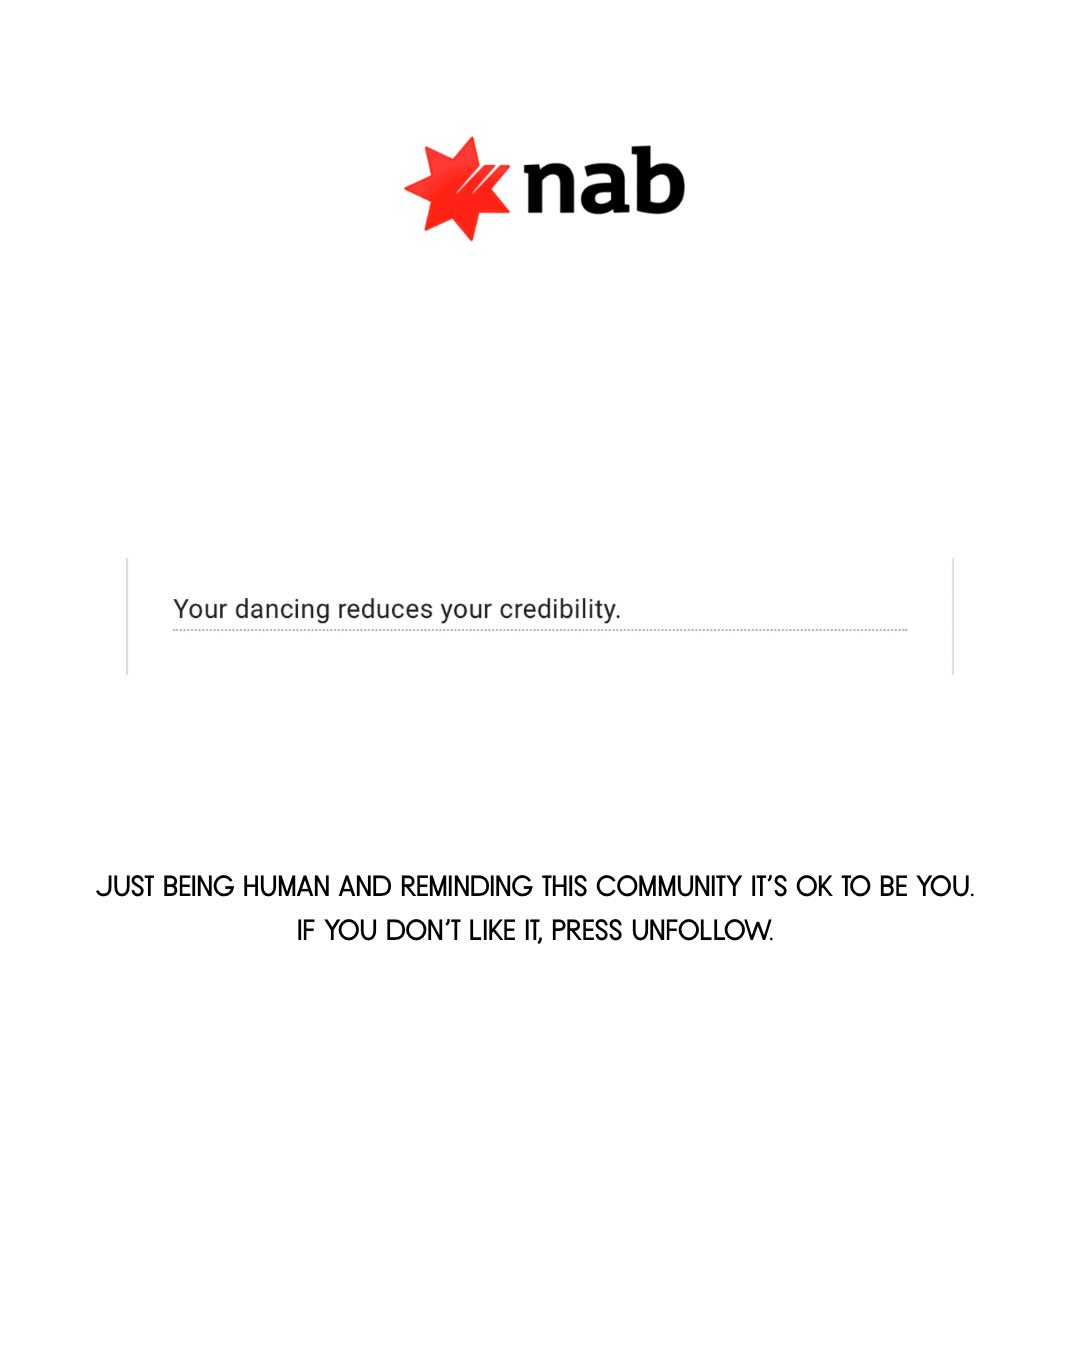 nab
Your dancing reduces your credibility.
JUST BEING HUMAN AND REMINDING THIS COMMUNITY IT'S OK TO BE YOU.
IF YOU DON'T LIKE IT, PRESS UNFOLLOW.